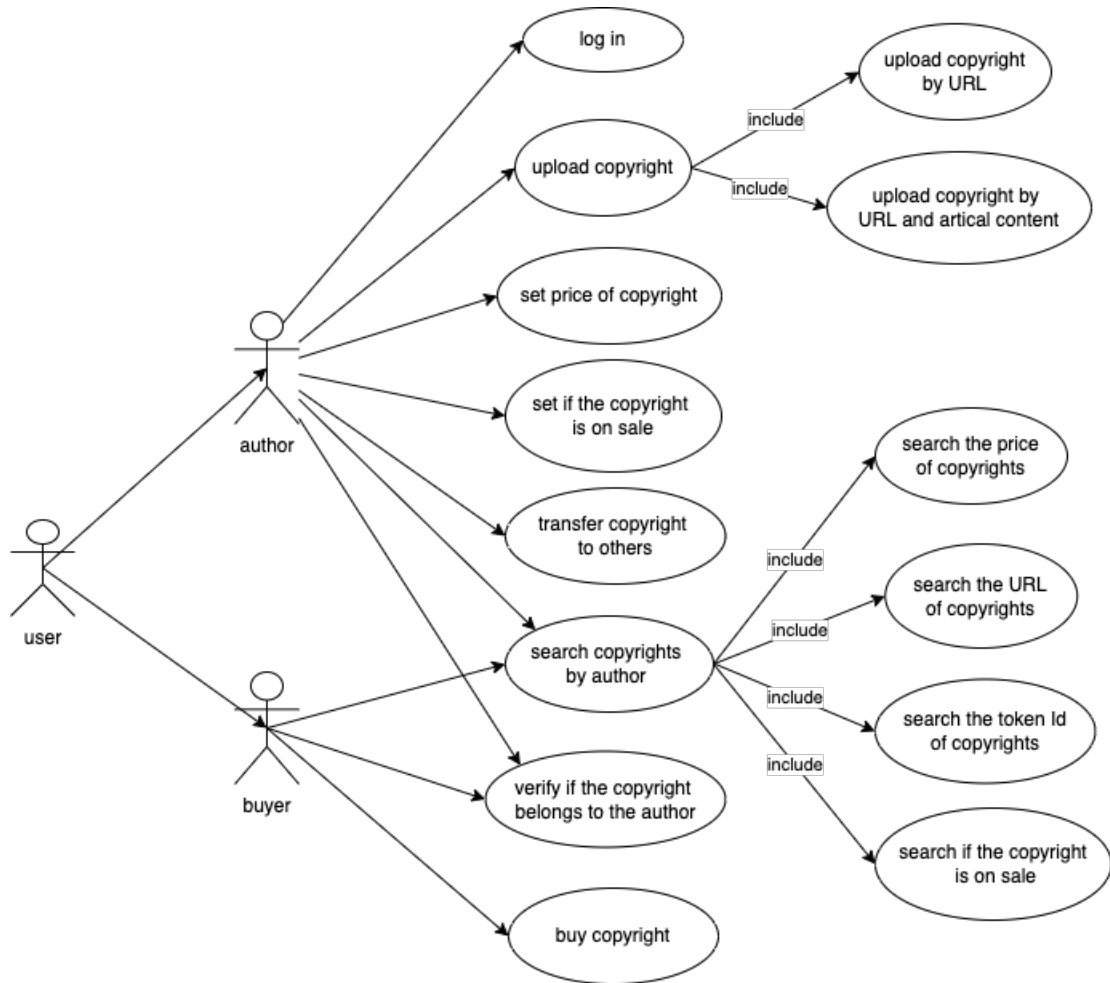 log in
upload copyright
by URL
include
upload copyright
include
upload copyright by
URL and artical content
set price of copyright
author
set if the copyright
is on sale
search the price
of copyrights
transfer copyright
to others
include
user
search the URL
of copyrights
include
search copyrights
by author
include
search the token Id
of copyrights
include
buyer
verify if the copyright
belongs to the author
search if the copyright
is on sale
buy copyright